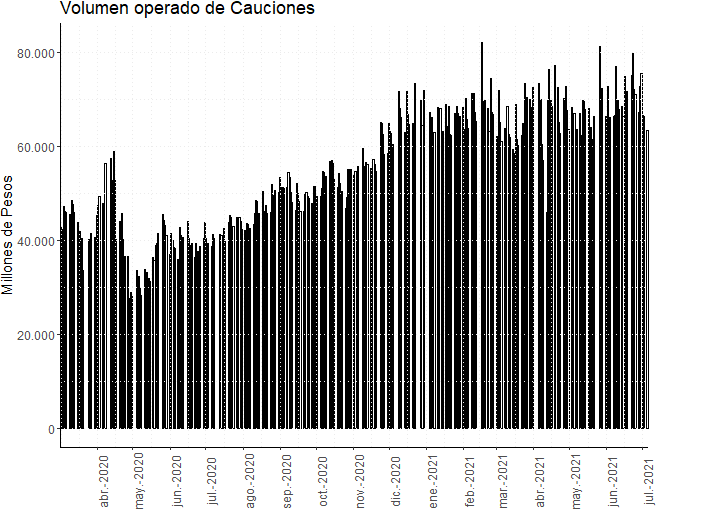 Volumen operado de Cauciones
Millones de Pesos
80.000
60.000
40.000
20.000
0
abr.-2020
may.-2020
jun.-2020
jul.-2020
ago.-2020
sep.-2020
oct.-2020
nov.-2020
dic.-2020
ene.-2021
feb.-2021
mar.-2021
abr.-2021
may.-2021
jun.-2021
jul.-2021